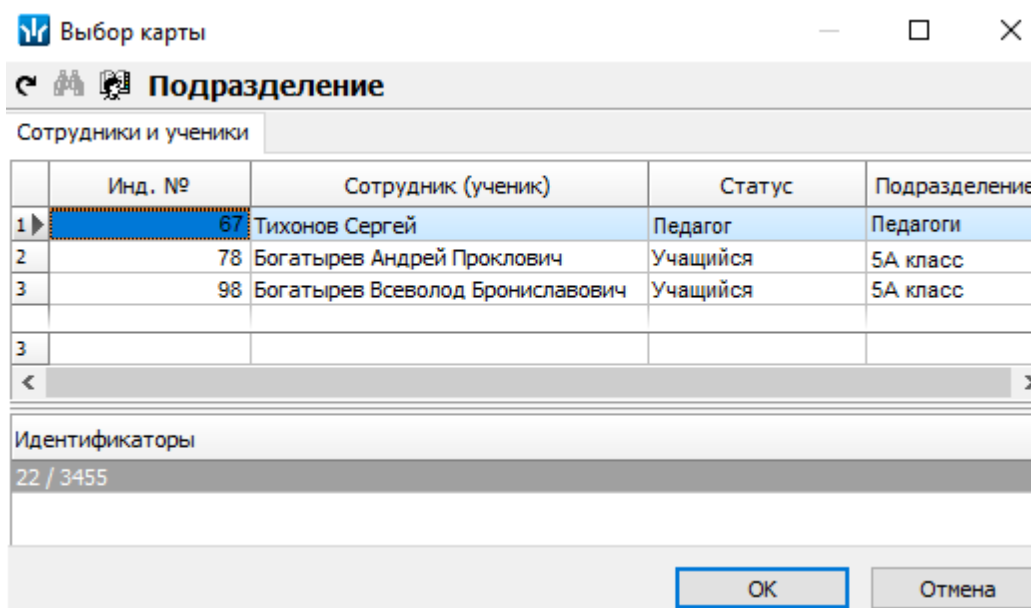 Выбор карты
Подразделение
Сотрудники и ученики
Инд. № Сотрудник (ученик) Статус Подразделение
1 67 Тихонов Сергей Педагог Педагоги
2 78 Богатырев Андрей Проклович Учащийся 5А класс
3 98 Богатырев Всеволод Брониславович Учащийся 5А класс
3
Идентификаторы
22 / 3455
ОК Отмена